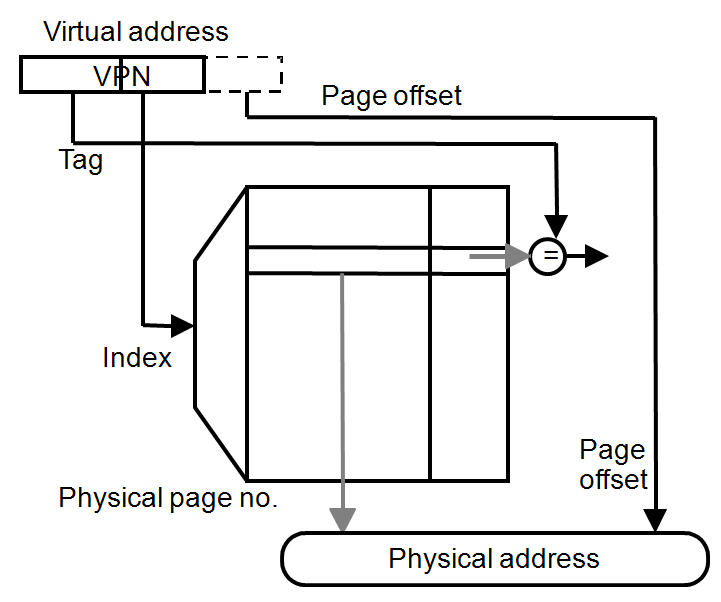 Virtual address
VPN
Page offset
Tag
=
Index
Page
offset
Physical page no.
Physical address